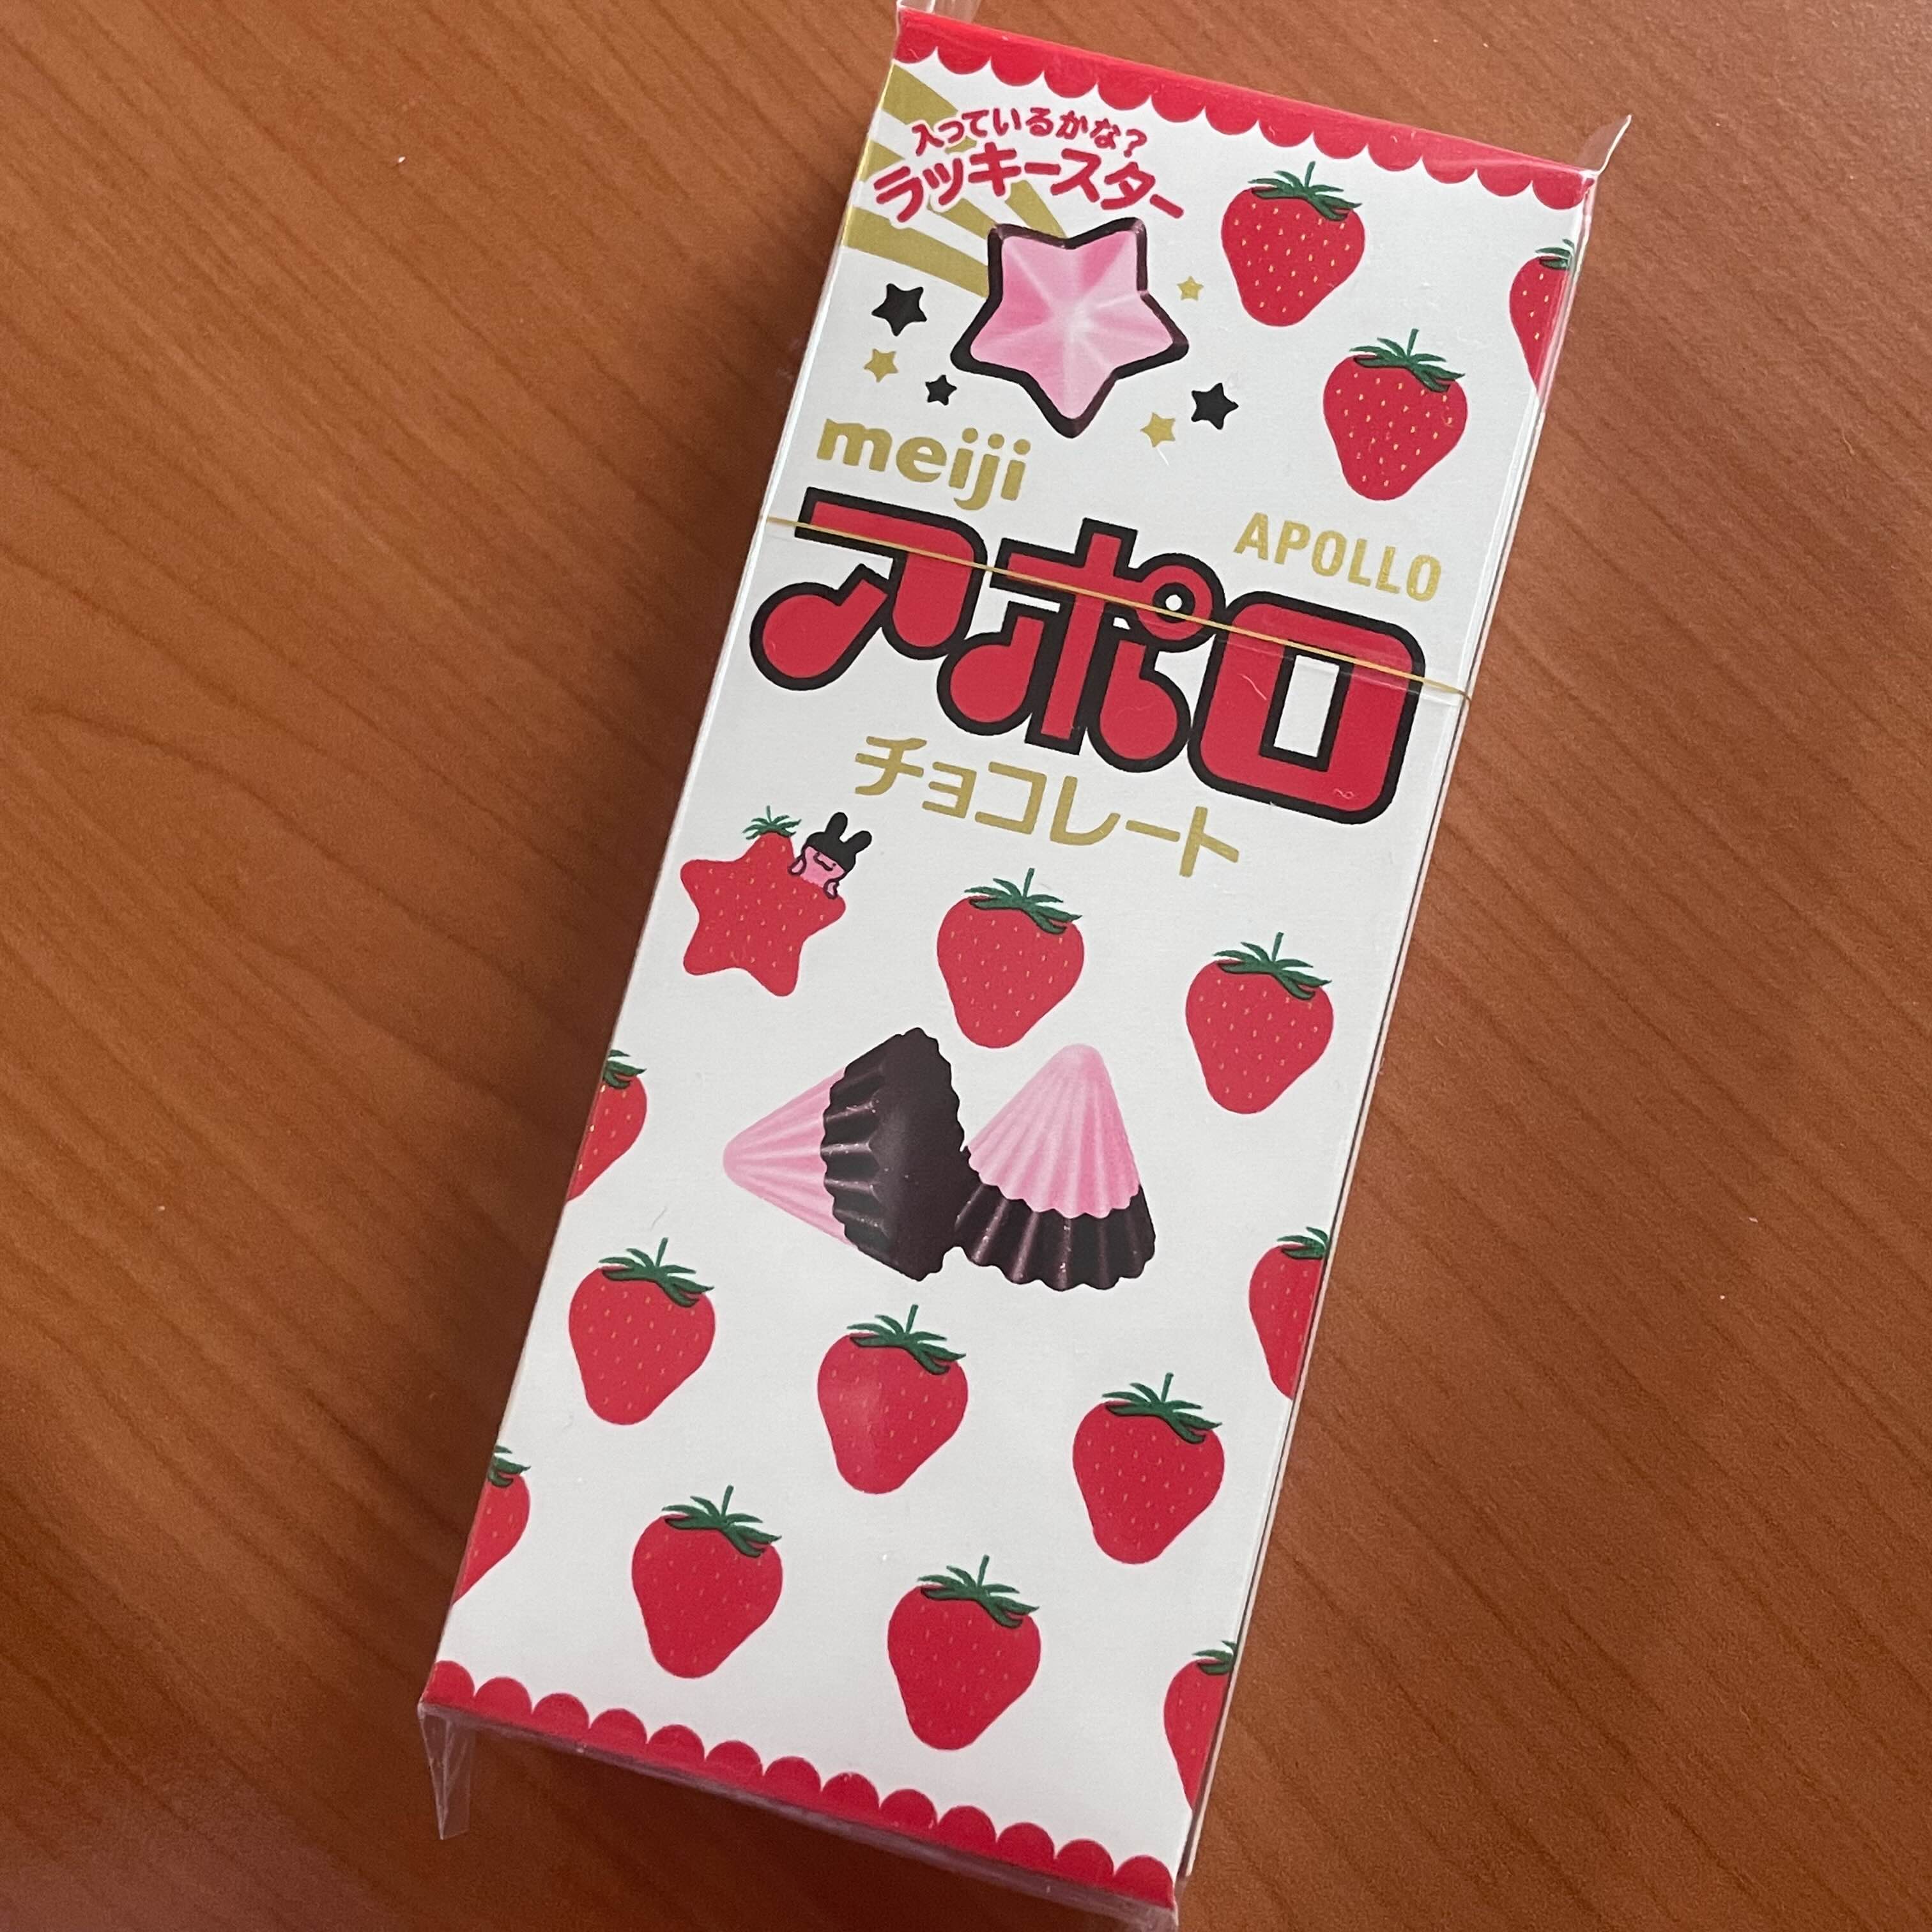 入っているかな?
ラッキースター
meiji
APOLLO
アポロ
チョコレート